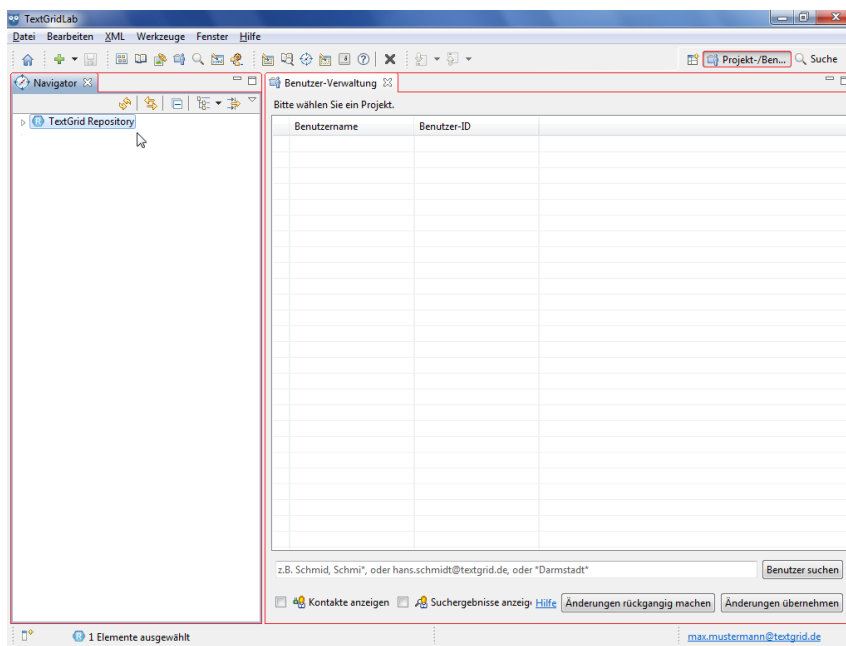 TextGridLab
Datei Bearbeiten XML Werkzeuge Fenster Hilfe
Projekt-/Ben... Suche
Navigator
Benutzer-Verwaltung
Bitte wählen Sie ein Projekt.
TextGrid Repository
Benutzername Benutzer-ID
z.B. Schmid, Schmi*, oder hans.schmidt@textgrid.de, oder "Darmstadt"
Benutzer suchen
Kontakte anzeigen Suchergebnisse anzeig Hilfe Änderungen rückgangig machen Änderungen übernehmen
1 Elemente ausgewählt
max.mustermann@textgrid.de